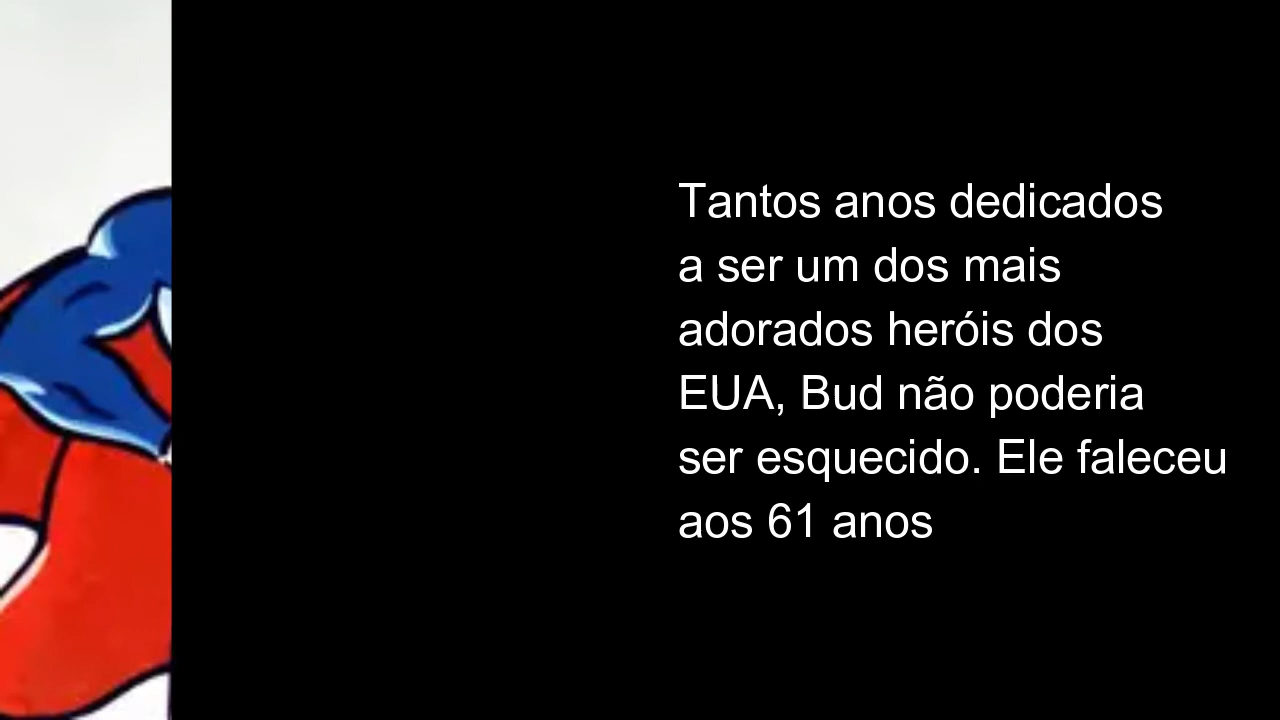 Tantos anos dedicados
a ser um dos mais
adorados heróis dos
EUA, Bud não poderia
ser esquecido. Ele faleceu
aos 61 anos